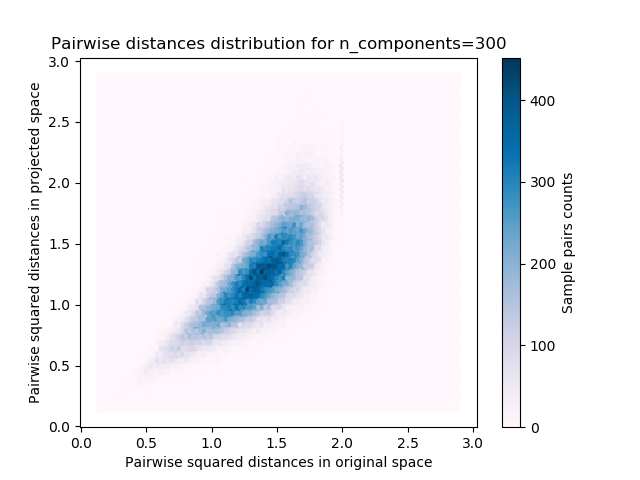 Pairwise distances distribution for n_components=300
Pairwise squared distances in projected space
3.0
2.5
2.0
1.5
1.0
0.5
0.0
0.0 0.5 1.0 1.5 2.0 2.5 3.0
Pairwise squared distances in original space
400
300
200
100
0
Sample pairs counts